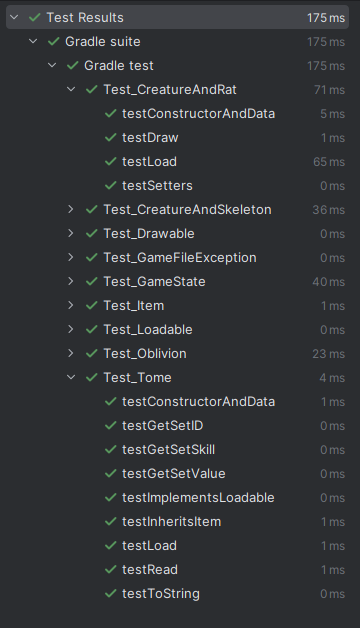 Test Results 175 ms
Gradle suite 175 ms
Gradle test 175 ms
Test_CreatureAndRat 71 ms
testConstructorAndData 5 ms
testDraw 1 ms
testLoad 65 ms
testSetters 0 ms
Test_CreatureAndSkeleton 36 ms
Test_Drawable 0 ms
Test_GameFileException 0 ms
Test_GameState 40 ms
Test_Item 1 ms
Test_Loadable 0 ms
Test_Oblivion 23 ms
Test_Tome 4 ms
testConstructorAndData 1 ms
testGetSetID 0 ms
testGetSetSkill 0 ms
testGetSetValue 0 ms
testImplementsLoadable 0 ms
testInheritsItem 1 ms
testLoad 1 ms
testRead 1 ms
testToString 0 ms